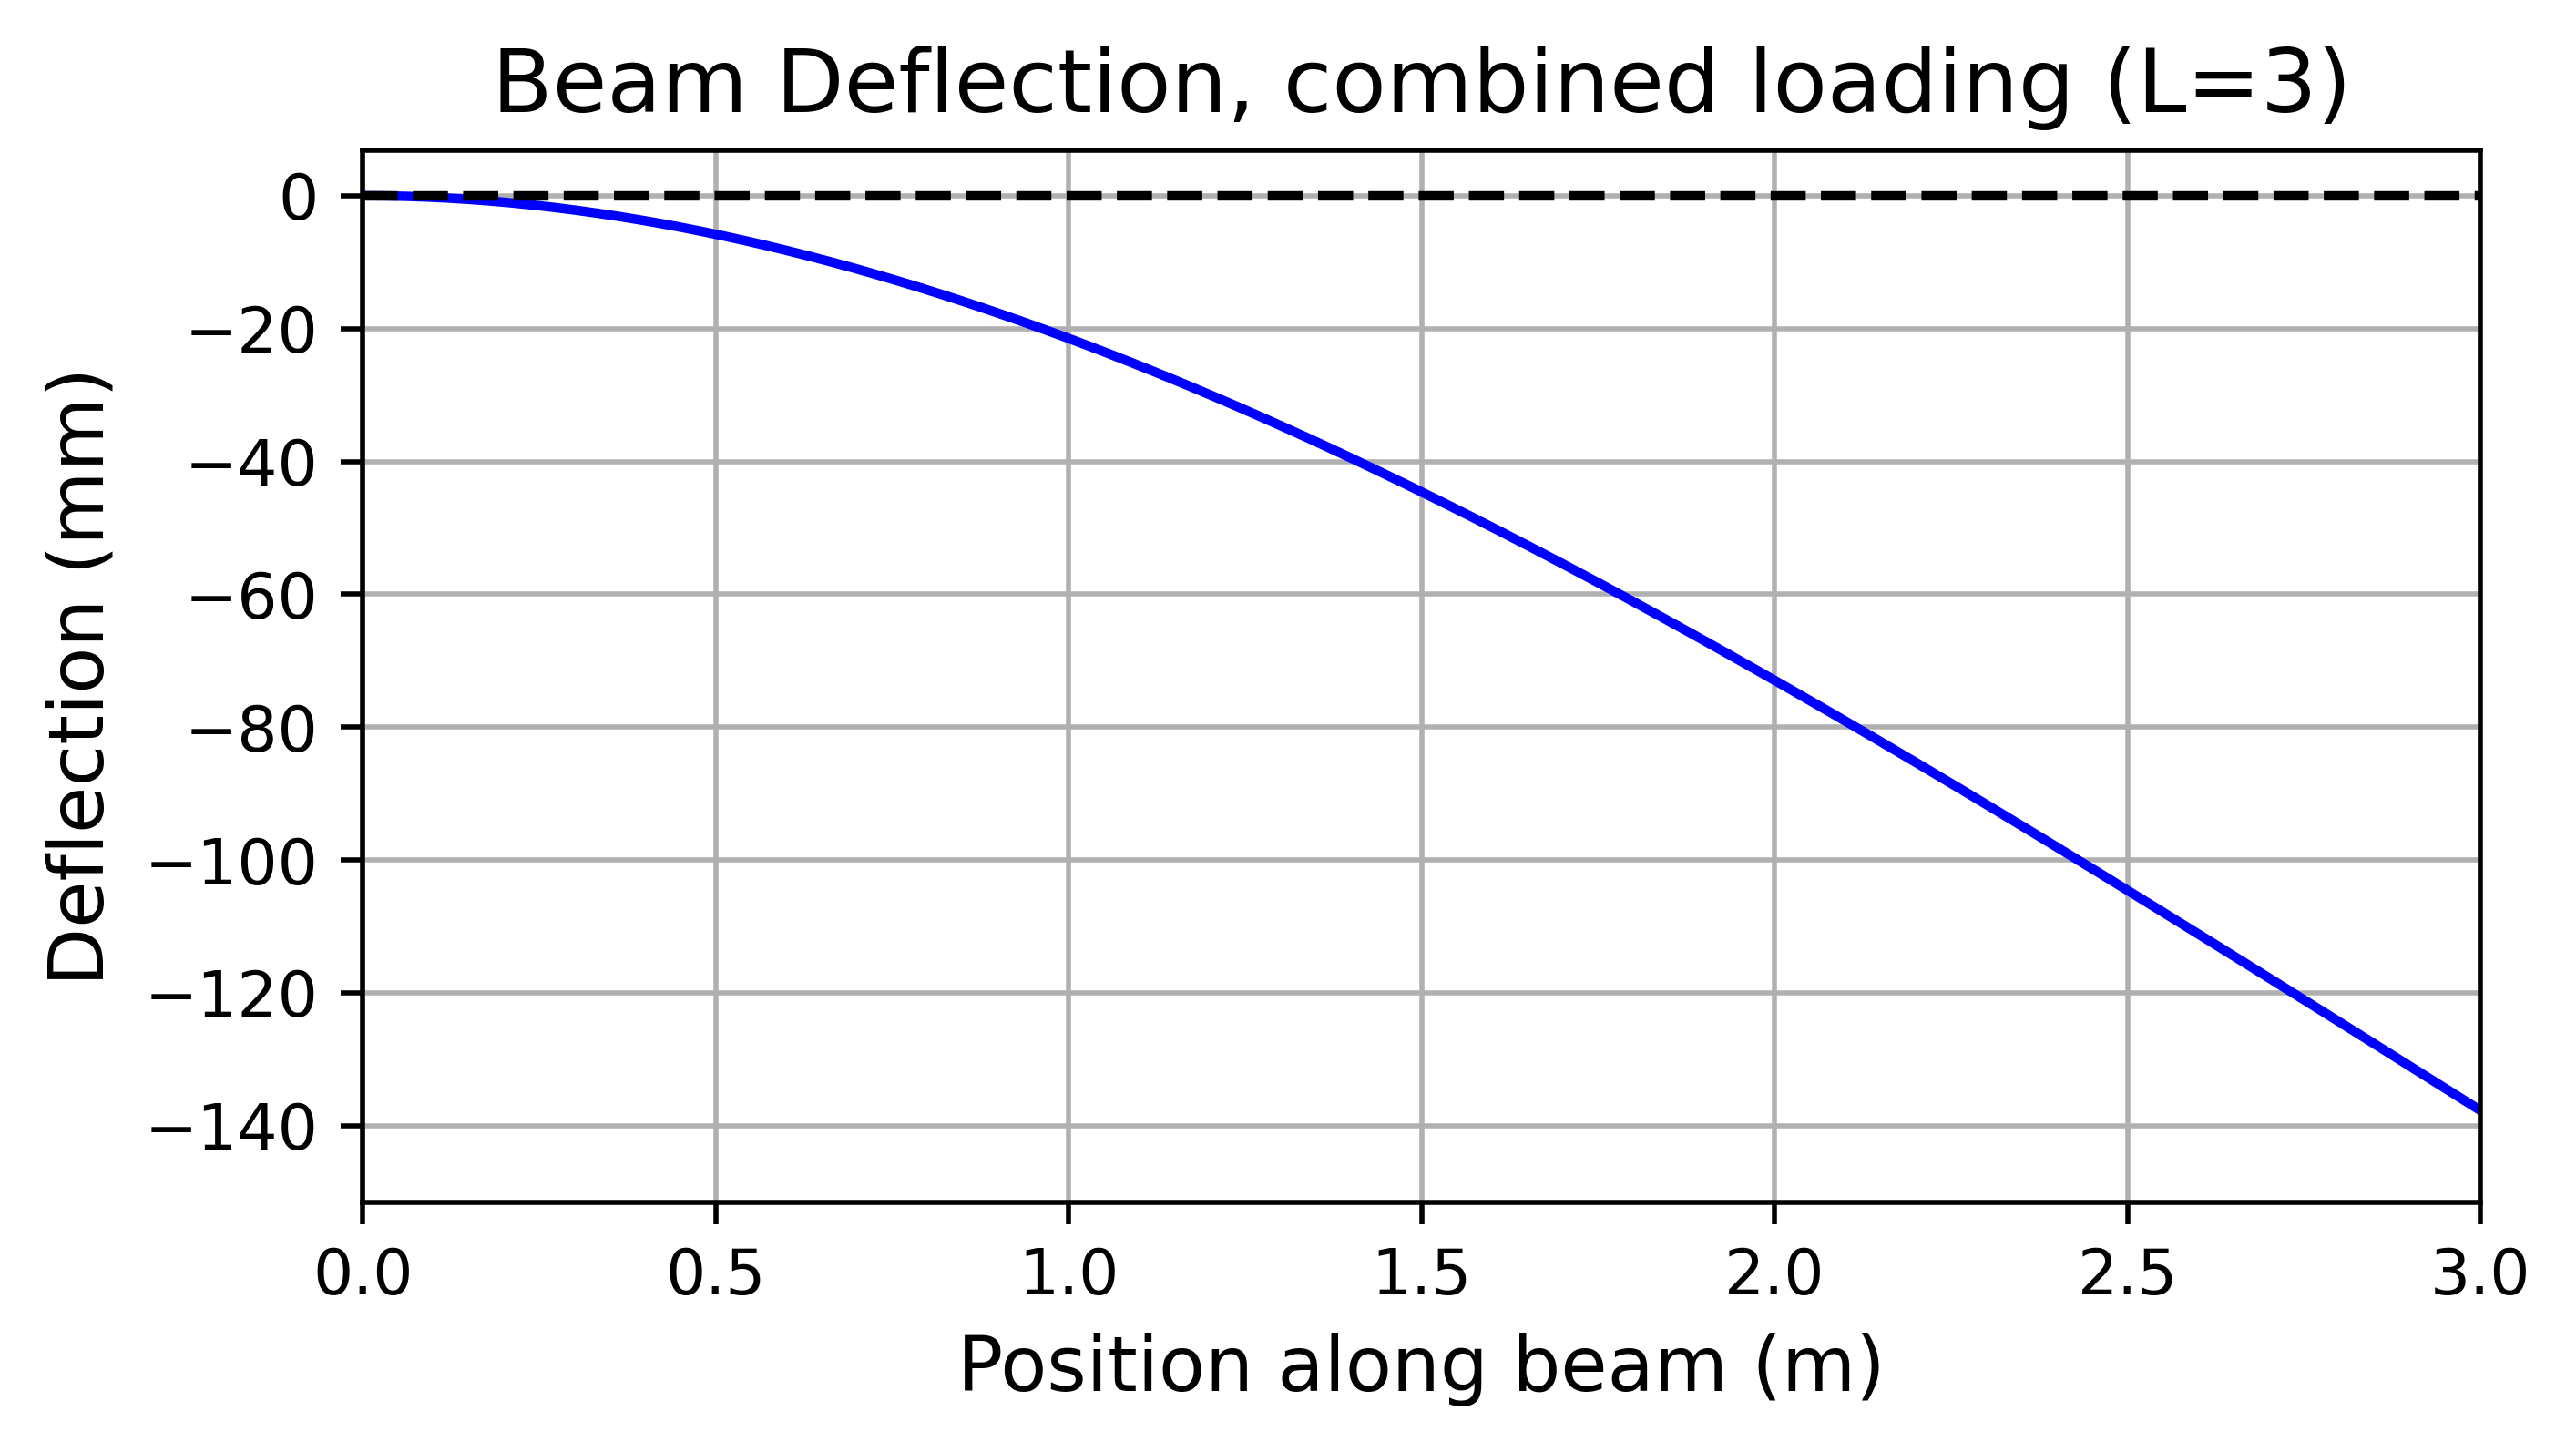 Beam Deflection, combined loading (L=3)
Deflection (mm)
0
−20
−40
−60
−80
−100
−120
−140
0.0 0.5 1.0 1.5 2.0 2.5 3.0
Position along beam (m)